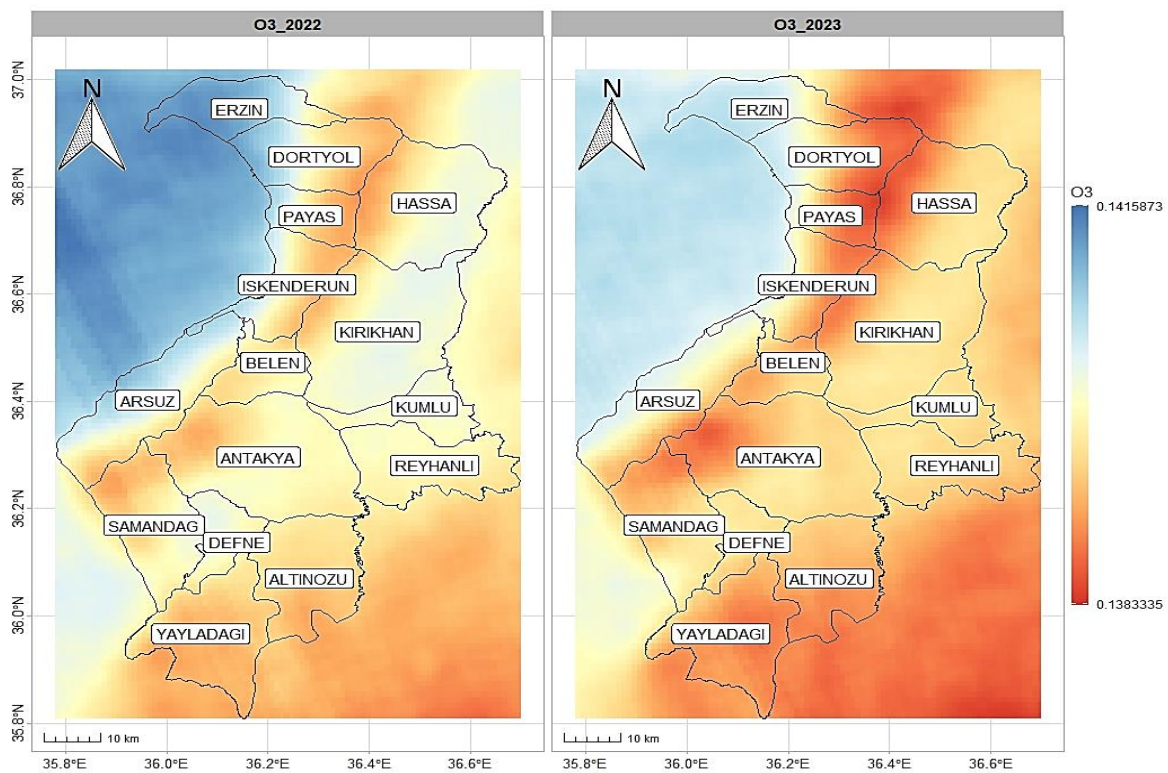 O3_2022
O3_2023
37.0°N
36.8°N
36.6°N
36.4°N
36.2°N
36.0°N
35.8°N
N
ERZIN
DORTYOL
PAYAS
HASSA
ISKENDERUN
KIRIKHAN
BELEN
ARSUZ
KUMLU
ANTAKYA
REYHANLI
SAMANDAG
DEFNE
ALTINOZU
YAYLADAGI
10 km
35.8°E 36.0°E 36.2°E 36.4°E 36.6°E
N
ERZIN
DORTYOL
PAYAS
HASSA
ISKENDERUN
KIRIKHAN
BELEN
ARSUZ
KUMLU
ANTAKYA
REYHANLI
SAMANDAG
DEFNE
ALTINOZU
YAYLADAGI
10 km
35.8°E 36.0°E 36.2°E 36.4°E 36.6°E
O3
0.1415873
0.1383335